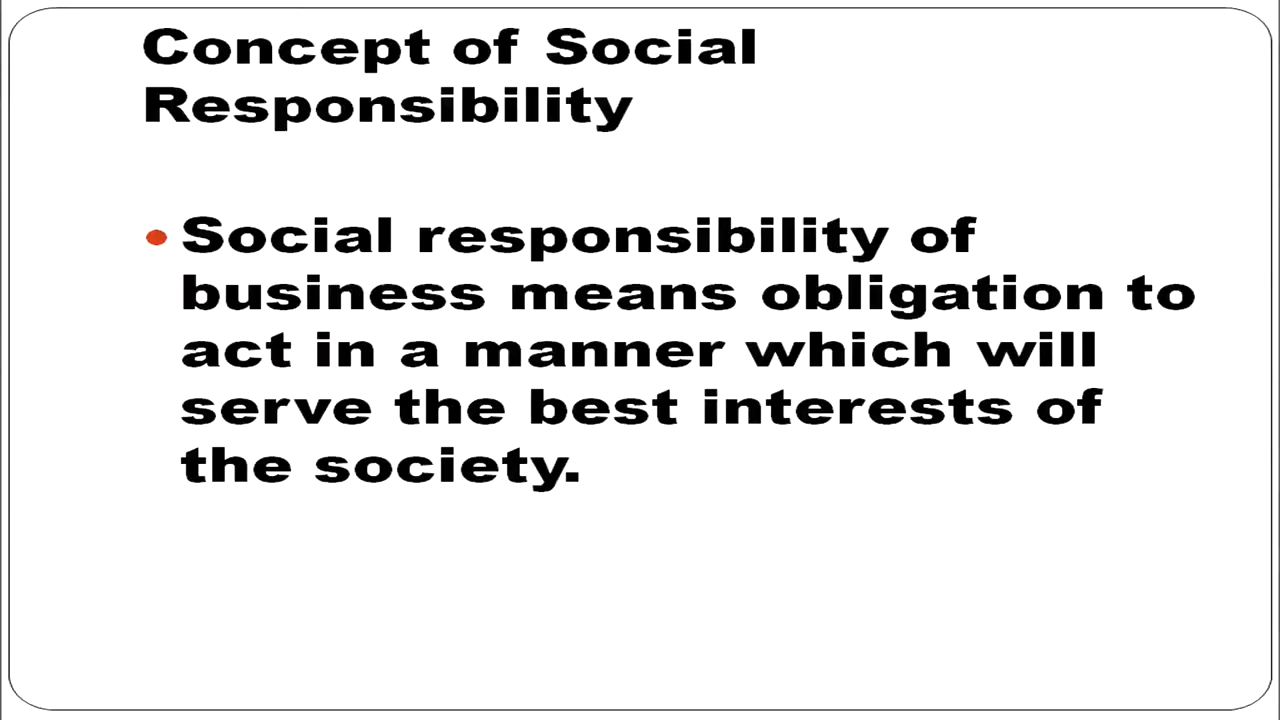 Concept of Social
Responsibility
• Social responsibility of
business means obligation to
act in a manner which will
serve the best interests of
the society.